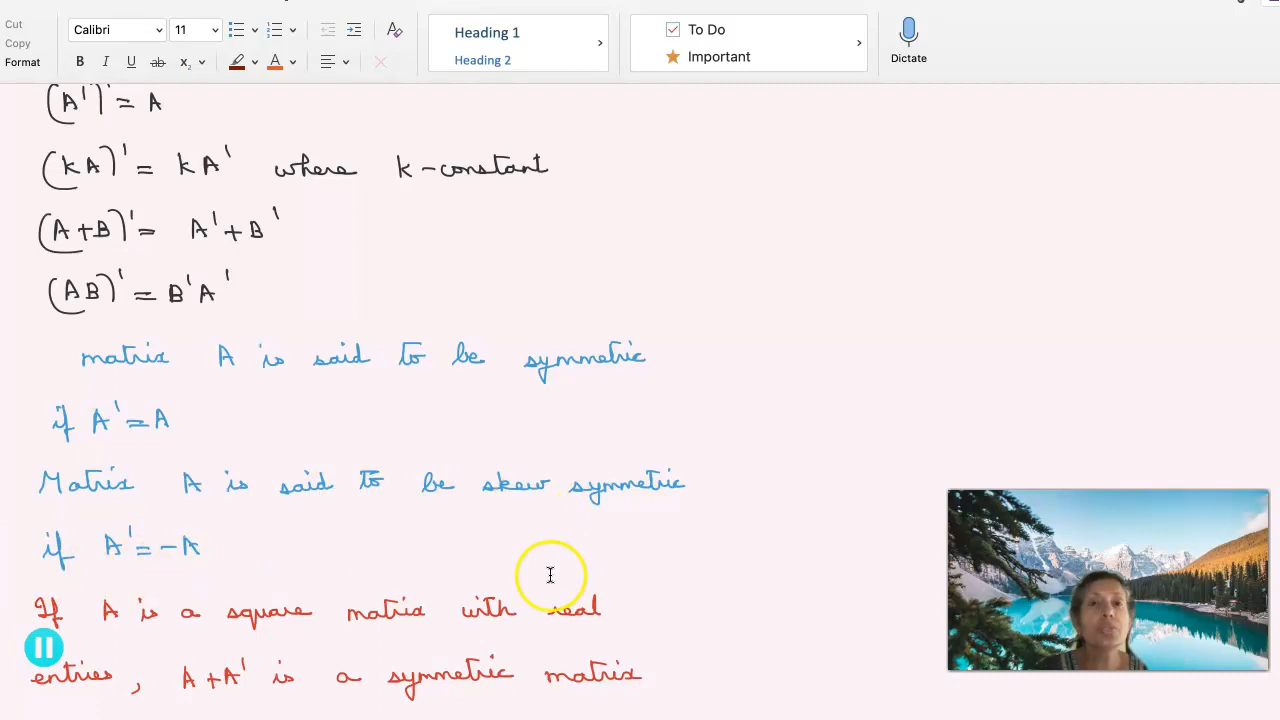 Cut
Copy
Format
Calibri
11
B I U ab x₂ A
Heading 1
Heading 2
To Do
Important
Dictate
(A')' = A
(kA)' = kA' where k-constant
(A+B)' = A' + B'
(AB)' = B'A'
matrix A is said to be symmetric
if A' = A
Matrix A is said to be skew symmetric
if A' = -A
If A is a square matrix with real
entries, A+A' is a symmetric matrix